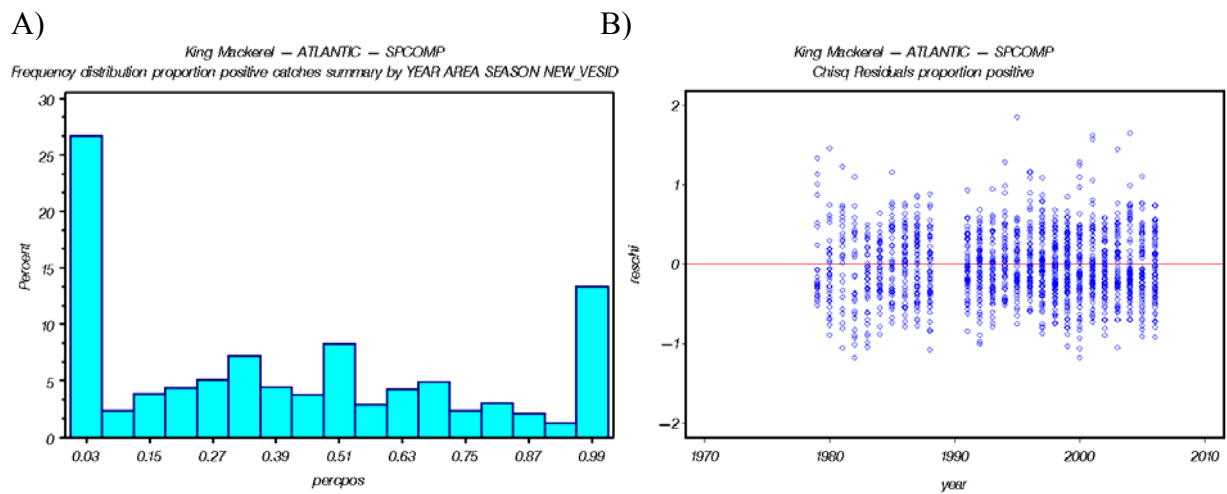 A)
King Mackerel – ATLANTIC – SPCOMP
Frequency distribution proportion positive catches summary by YEAR AREA SEASON NEW_VESID
30
25
20
15
10
5
0
Percent
0.03 0.15 0.27 0.39 0.51 0.63 0.75 0.87 0.99
percpos
B)
King Mackerel – ATLANTIC – SPCOMP
Chisq Residuals proportion positive
2
1
0
−1
−2
reschi
1970 1980 1990 2000 2010
year